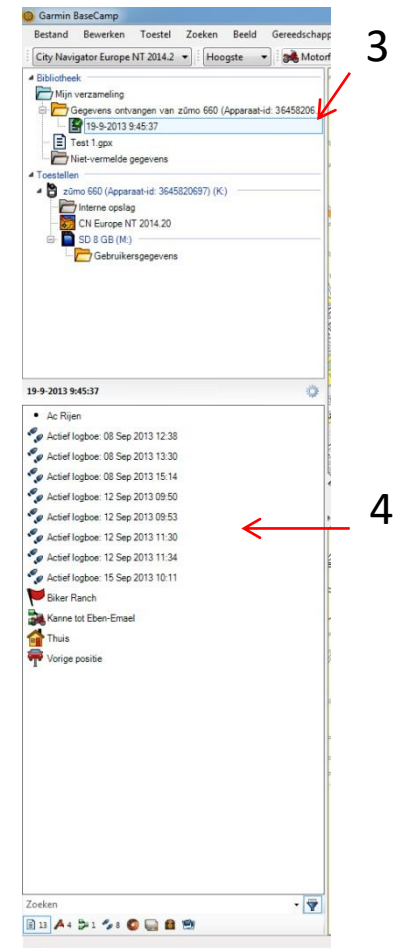 Garmin BaseCamp
Bestand Bewerken Toestel Zoeken Beeld Gereedschapp
City Navigator Europe NT 2014.2 Hoogste Motorf
3
Bibliotheek
Mijn verzameling
Gegevens ontvangen van zūmo 660 (Apparaat-id: 36458206...
19-9-2013 9:45:37
Test 1.gpx
Niet-vermelde gegevens
Toestellen
zūmo 660 (Apparaat-id: 3645820697) (K:)
Interne opslag
CN Europe NT 2014.20
SD 8 GB (M:)
Gebruikersgegevens
19-9-2013 9:45:37
Ac Rijen
Actief logboe: 08 Sep 2013 12:38
Actief logboe: 08 Sep 2013 13:30
Actief logboe: 08 Sep 2013 15:14
Actief logboe: 12 Sep 2013 09:50
Actief logboe: 12 Sep 2013 09:53
4
Actief logboe: 12 Sep 2013 11:30
Actief logboe: 12 Sep 2013 11:34
Actief logboe: 15 Sep 2013 10:11
Biker Ranch
Kanne tot Eben-Emael
Thuis
Vorige positie
Zoeken
13 4 1 8